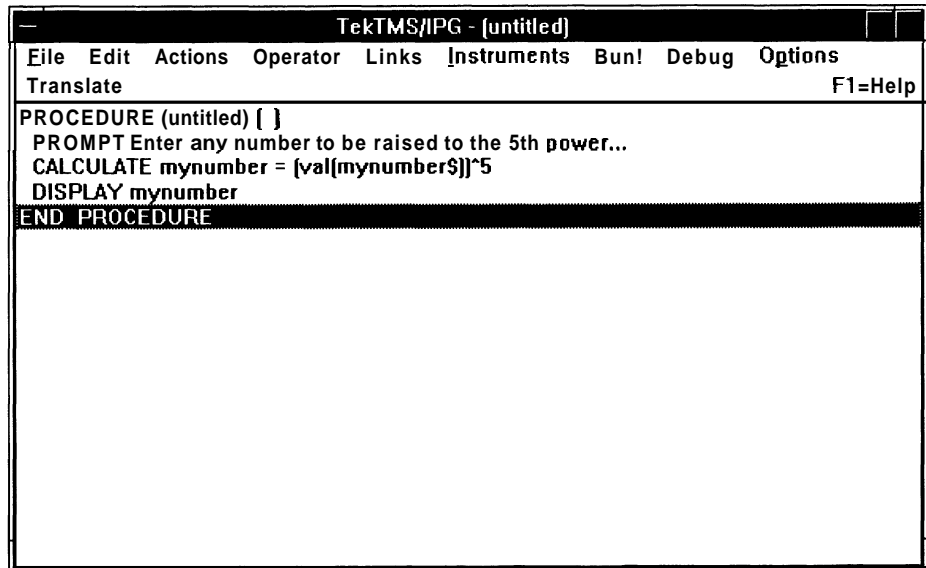 TekTMS/IPG - (untitled)
File Edit Actions Operator Links Instruments Bun! Debug Options
Translate F1=Help
PROCEDURE (untitled) ( )
PROMPT Enter any number to be raised to the 5th power...
CALCULATE mynumber = (val(mynumber$))^5
DISPLAY mynumber
END PROCEDURE